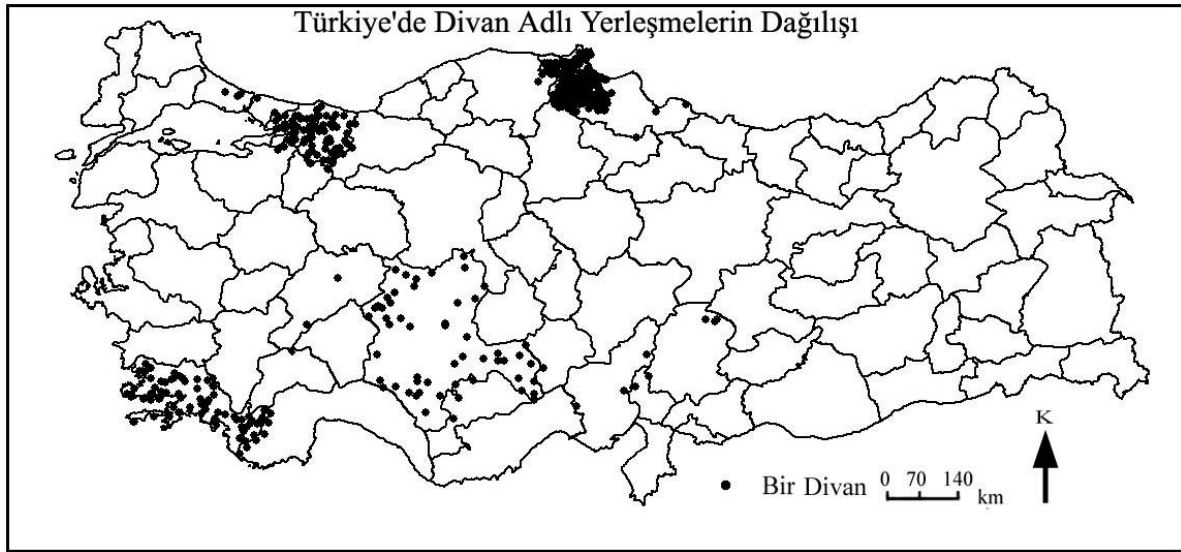 Türkiye'de Divan Adlı Yerleşmelerin Dağılışı
K
Bir Divan 0 70 140 km